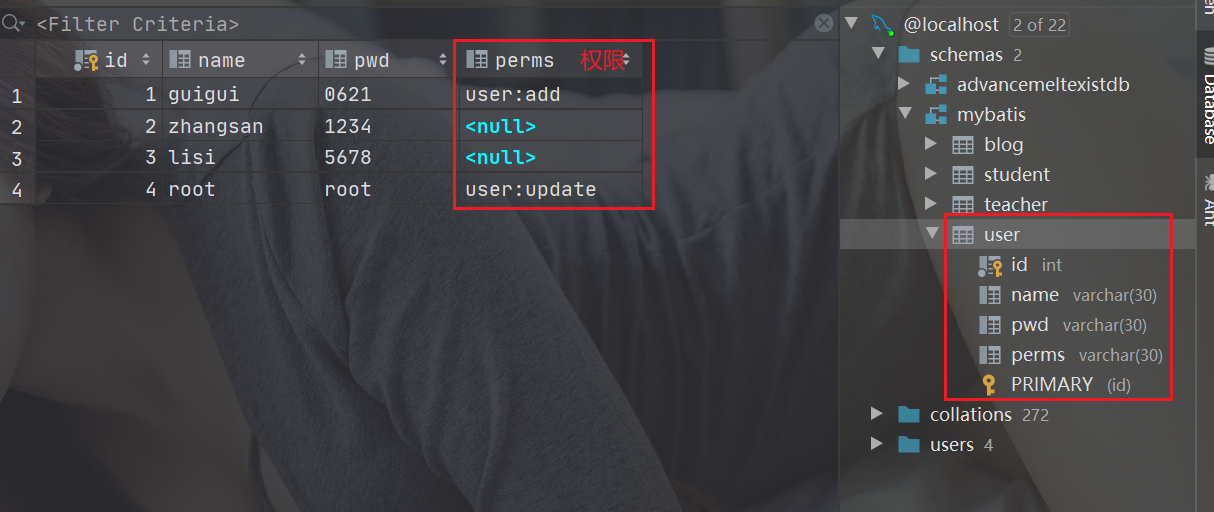 <Filter Criteria>
id name pwd perms 权限
1 1 guigui 0621 user:add
2 2 zhangsan 1234 <null>
3 3 lisi 5678 <null>
4 4 root root user:update
@localhost 2 of 22
schemas 2
advancemeltexistdb
mybatis
blog
student
teacher
user
id int
name varchar(30)
pwd varchar(30)
perms varchar(30)
PRIMARY (id)
collations 272
users 4
Database
Ant